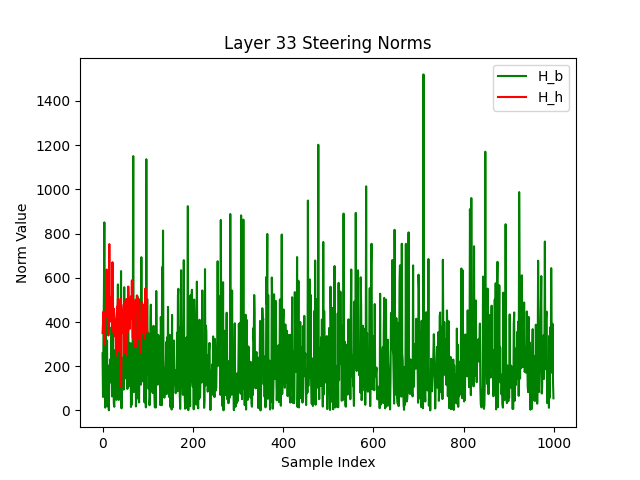 Layer 33 Steering Norms
H_b
H_h
Norm Value
1400
1200
1000
800
600
400
200
0
0 200 400 600 800 1000
Sample Index